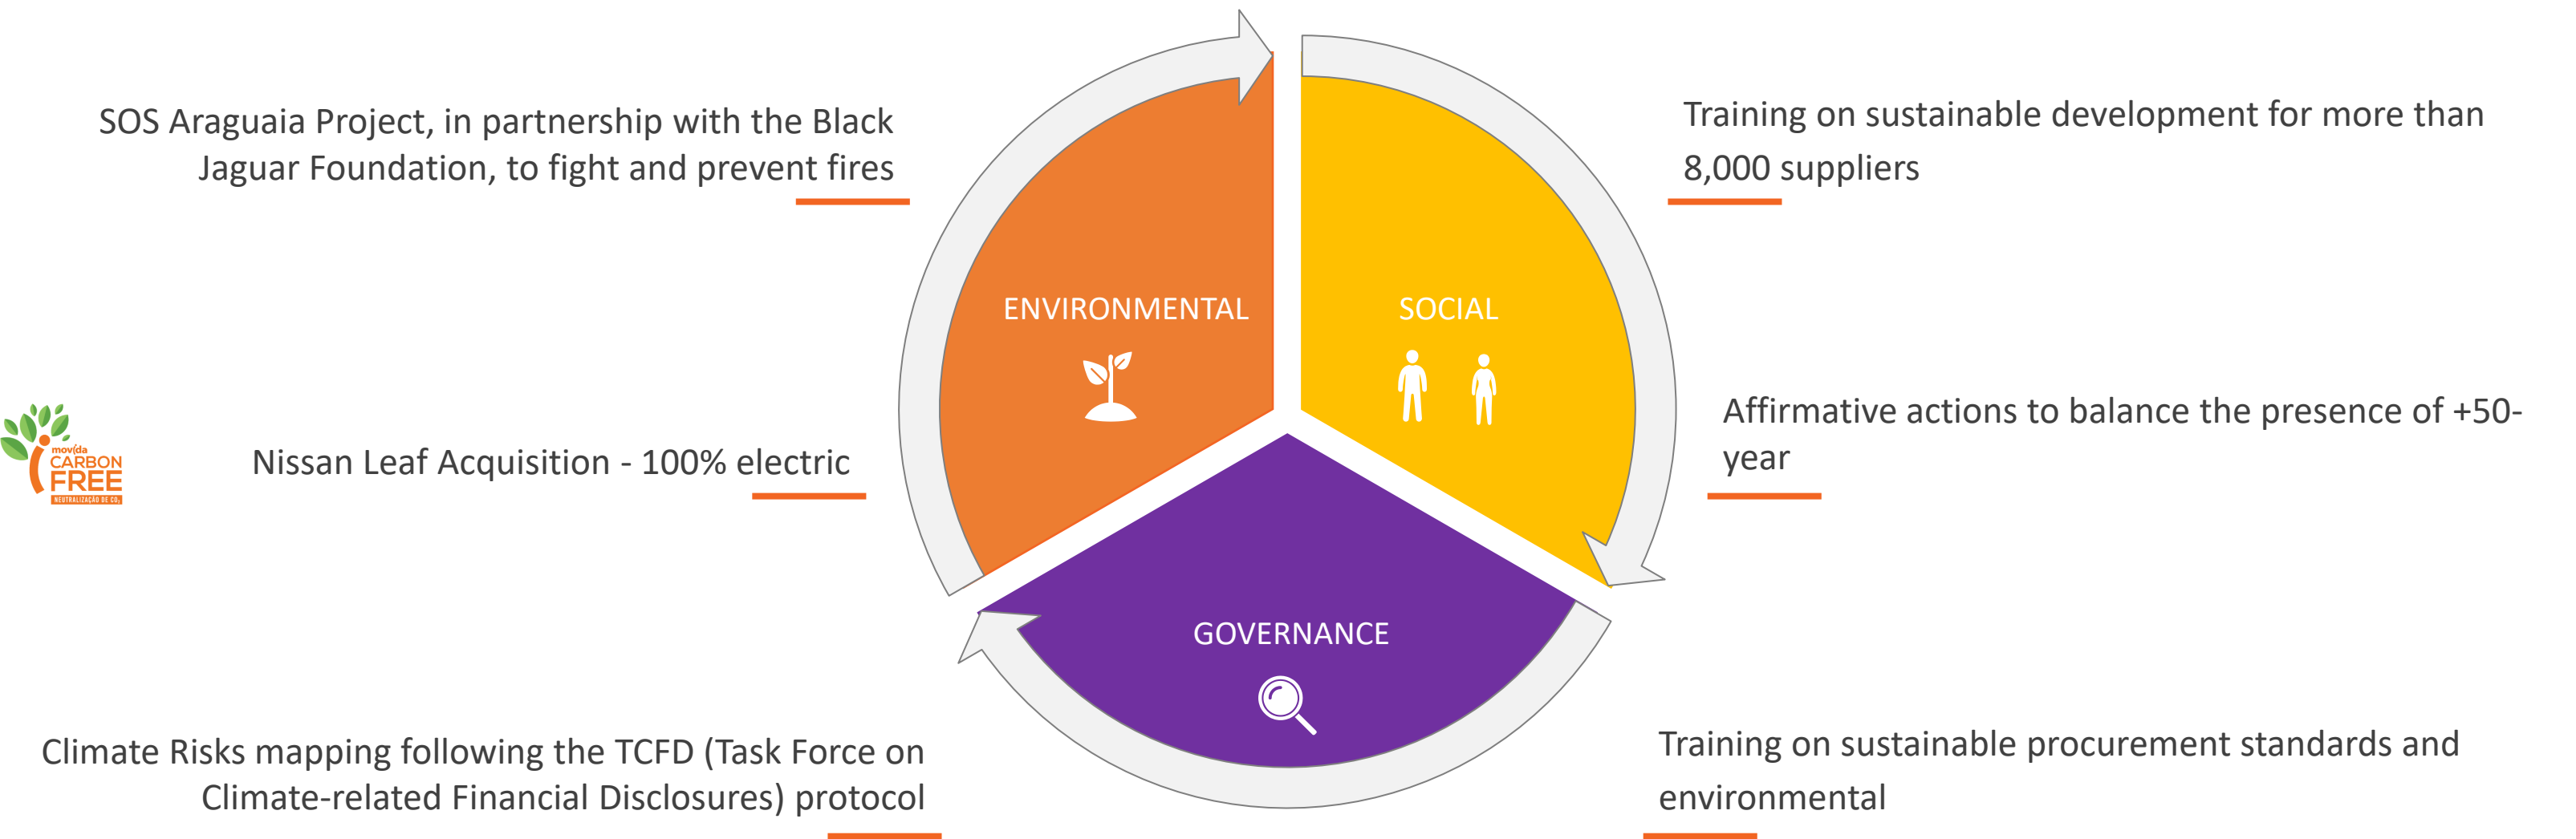 SOS Araguaia Project, in partnership with the Black
Jaguar Foundation, to fight and prevent fires
Training on sustainable development for more than
8,000 suppliers
ENVIRONMENTAL
SOCIAL
movida
CARBON
FREE
NEUTRALIZAÇÃO DE CO₂
Nissan Leaf Acquisition - 100% electric
Affirmative actions to balance the presence of +50-
year
GOVERNANCE
Climate Risks mapping following the TCFD (Task Force on
Climate-related Financial Disclosures) protocol
Training on sustainable procurement standards and
environmental